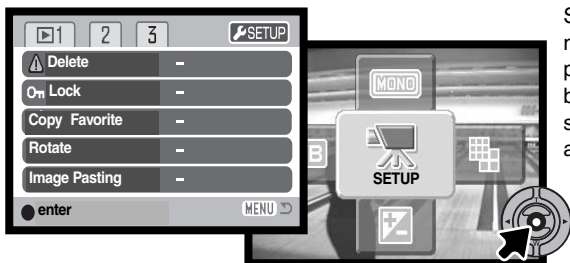 1 2 3 SETUP
Delete –
Lock –
Copy Favorite –
Rotate –
Image Pasting –
enter MENU
MONO
B
SETUP
S
n
p
b
s
a